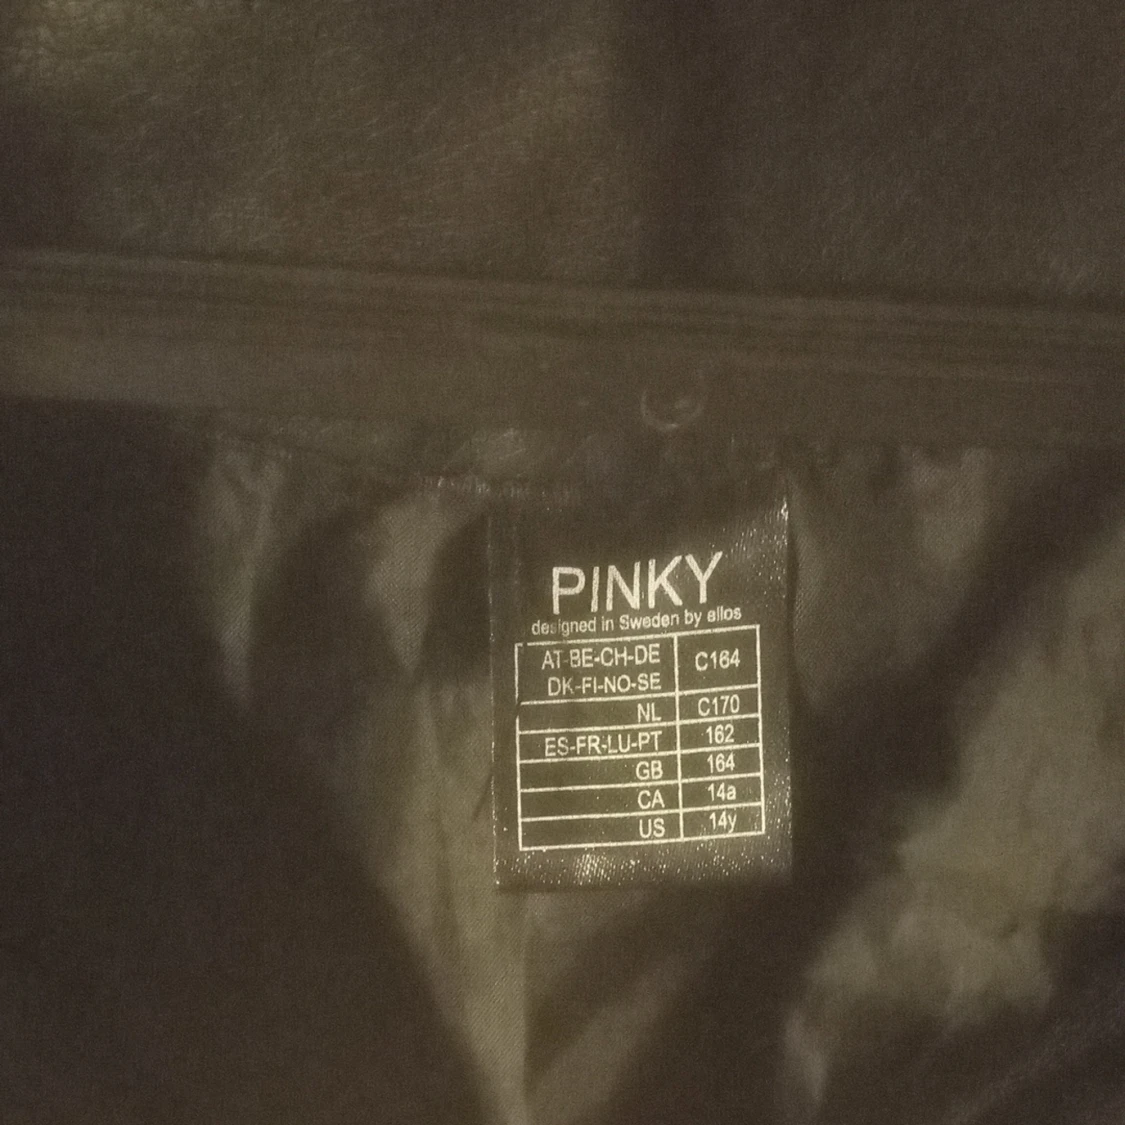 PINKY
designed in Sweden by ellos
AT-BE-CH-DE
DK-FI-NO-SE C164
NL C170
ES-FR-LU-PT 162
GB 164
CA 14a
US 14y